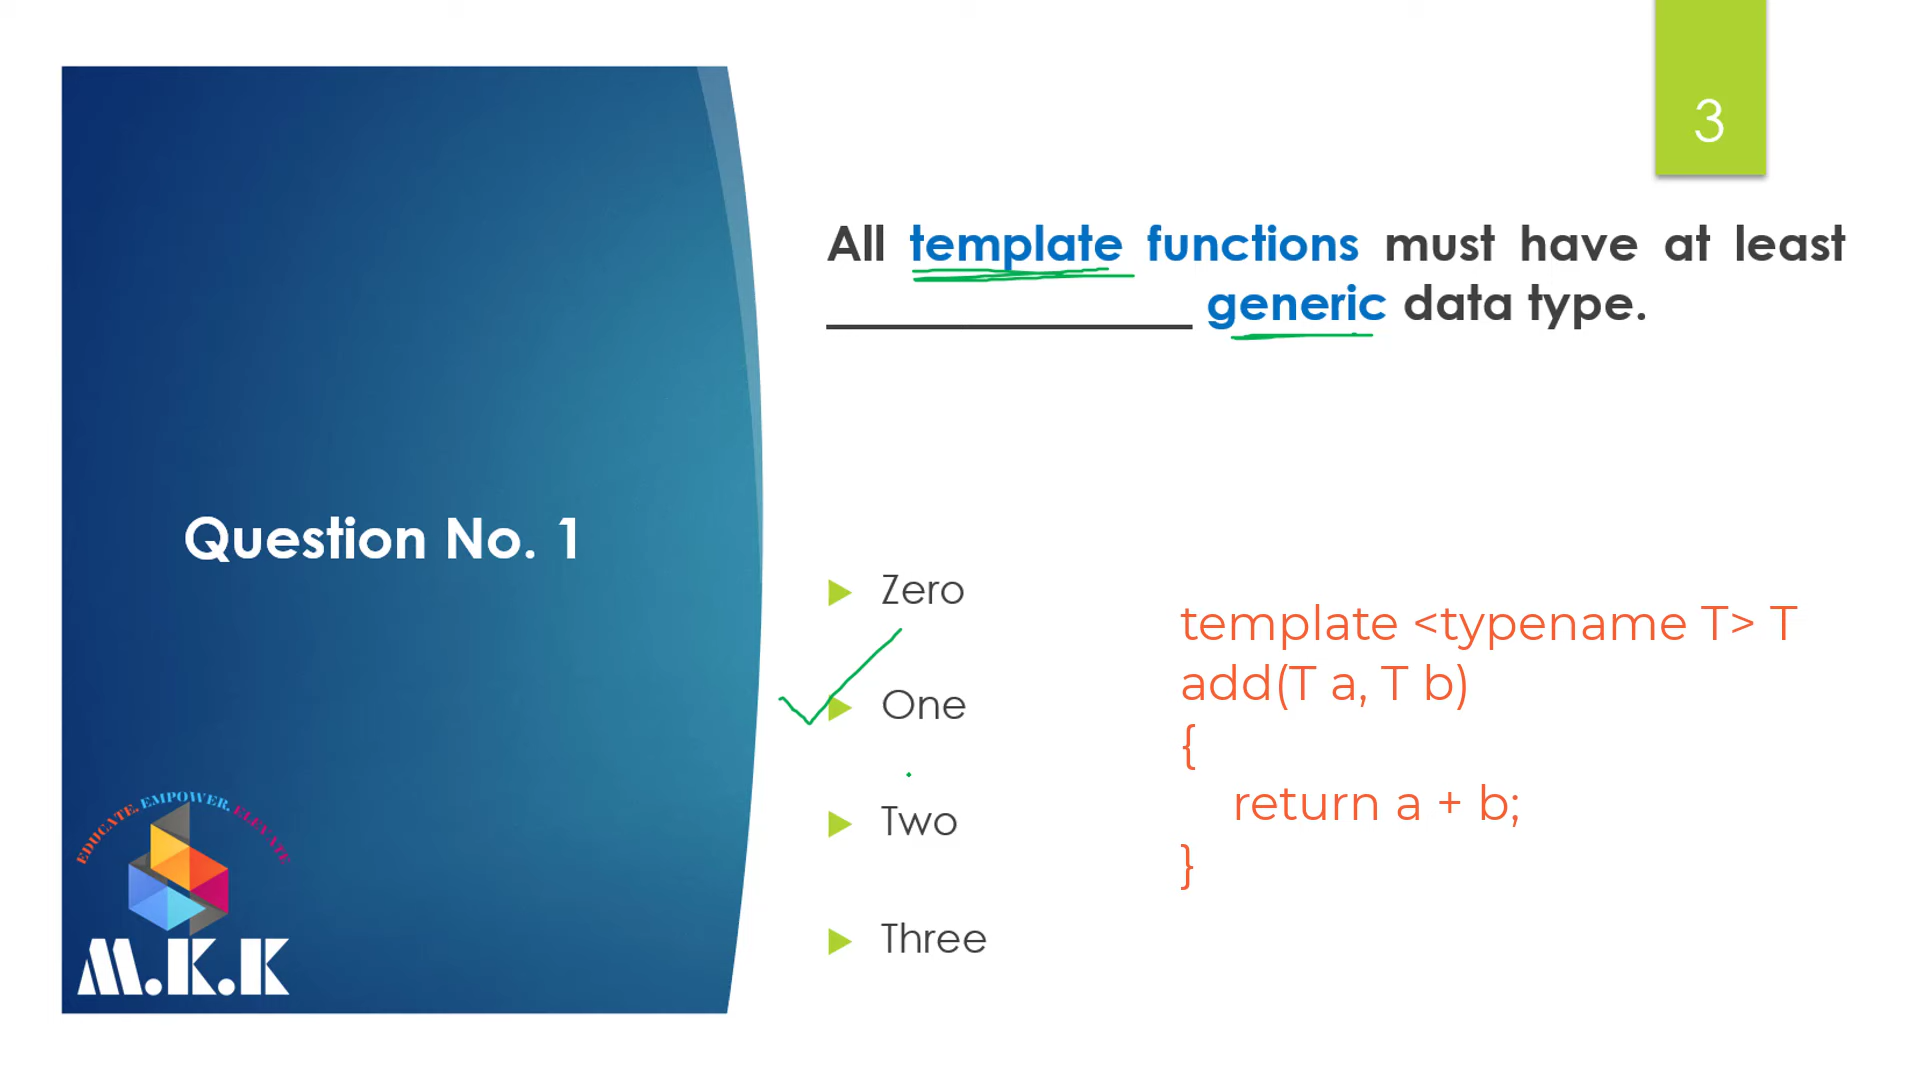 3
All template functions must have at least
_______________ generic data type.
Question No. 1
Zero
One
Two
Three
template <typename T> T
add(T a, T b)
{
return a + b;
}
EDUCATE. EMPOWER. ELEVATE
M.K.K